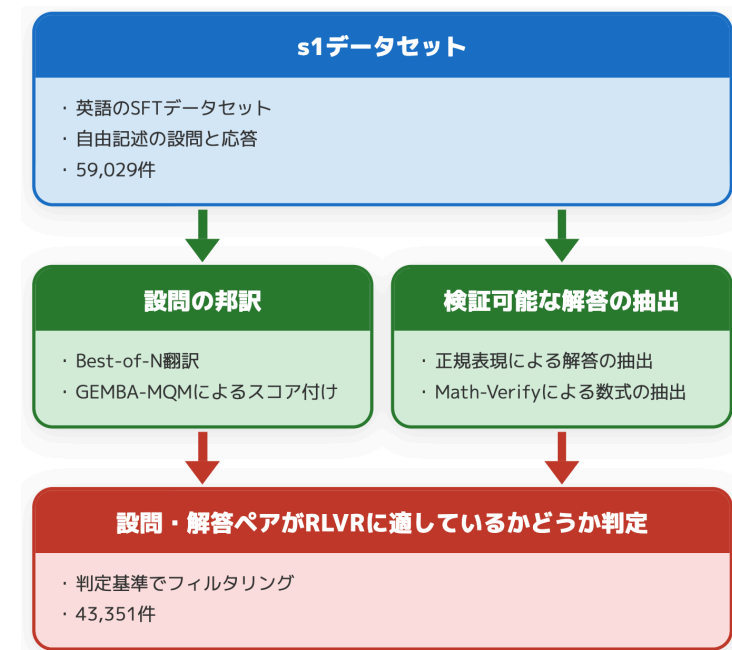 s1データセット
・英語のSFTデータセット
・自由記述の設問と応答
・59,029件
設問の邦訳
・Best-of-N翻訳
・GEMBA-MQMによるスコア付け
検証可能な解答の抽出
・正規表現による解答の抽出
・Math-Verifyによる数式の抽出
設問・解答ペアがRLVRに適しているかどうか判定
・判定基準でフィルタリング
・43,351件